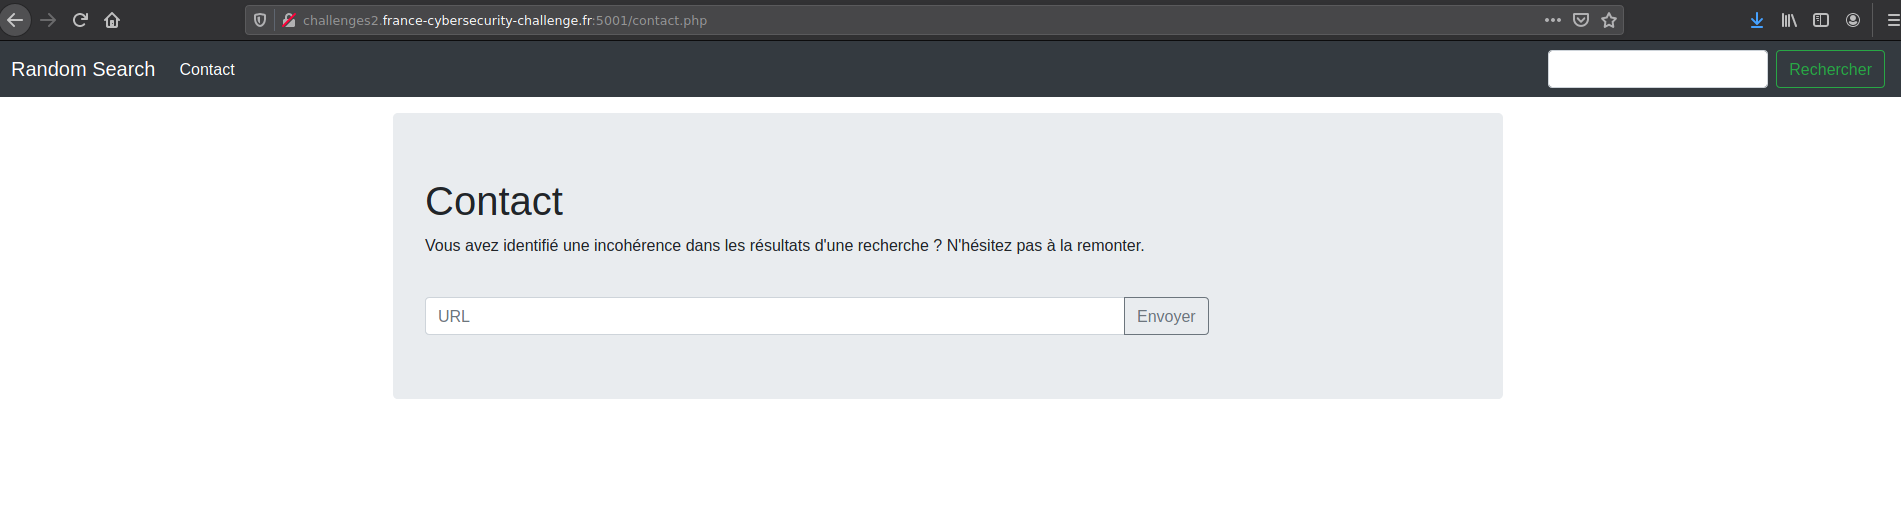 challenges2.france-cybersecurity-challenge.fr:5001/contact.php
Random Search Contact Rechercher
Contact
Vous avez identifié une incohérence dans les résultats d'une recherche ? N'hésitez pas à la remonter.
URL Envoyer